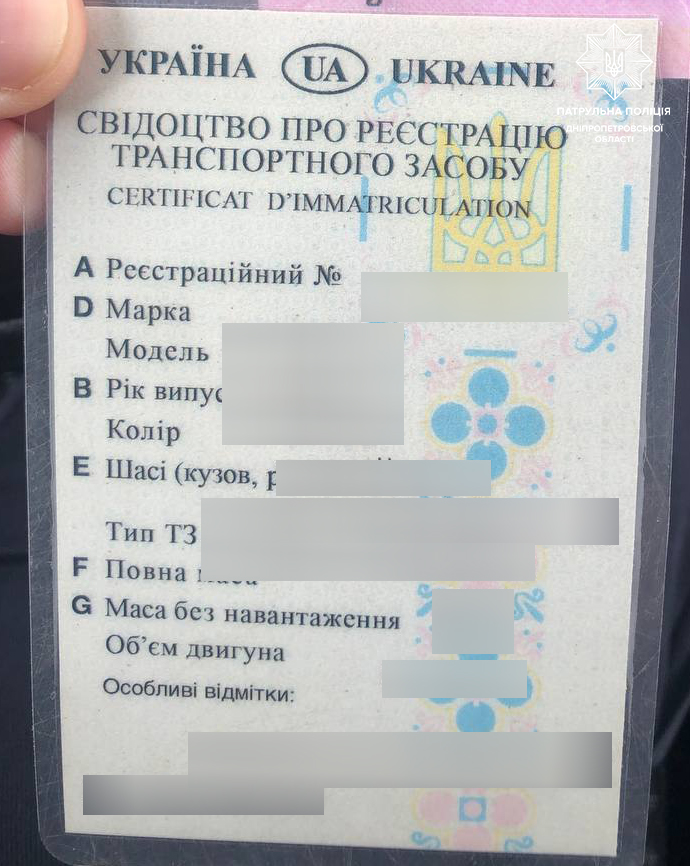 УКРАЇНА UA UKRAINE
СВІДОЦТВО ПРО РЕЄСТРАЦІЮ
ТРАНСПОРТНОГО ЗАСОБУ
CERTIFICAT D'IMMATRICULATION
A Реєстраційний №
D Марка
Модель
B Рік випус
Колір
E Шасі (кузов, р
Тип ТЗ
F Повна
G Маса без навантаження
Об'єм двигуна
Особливі відмітки:
ПАТРУЛЬНА ПОЛІЦІЯ
ДНІПРОПЕТРОВСЬКОЇ
ОБЛАСТІ